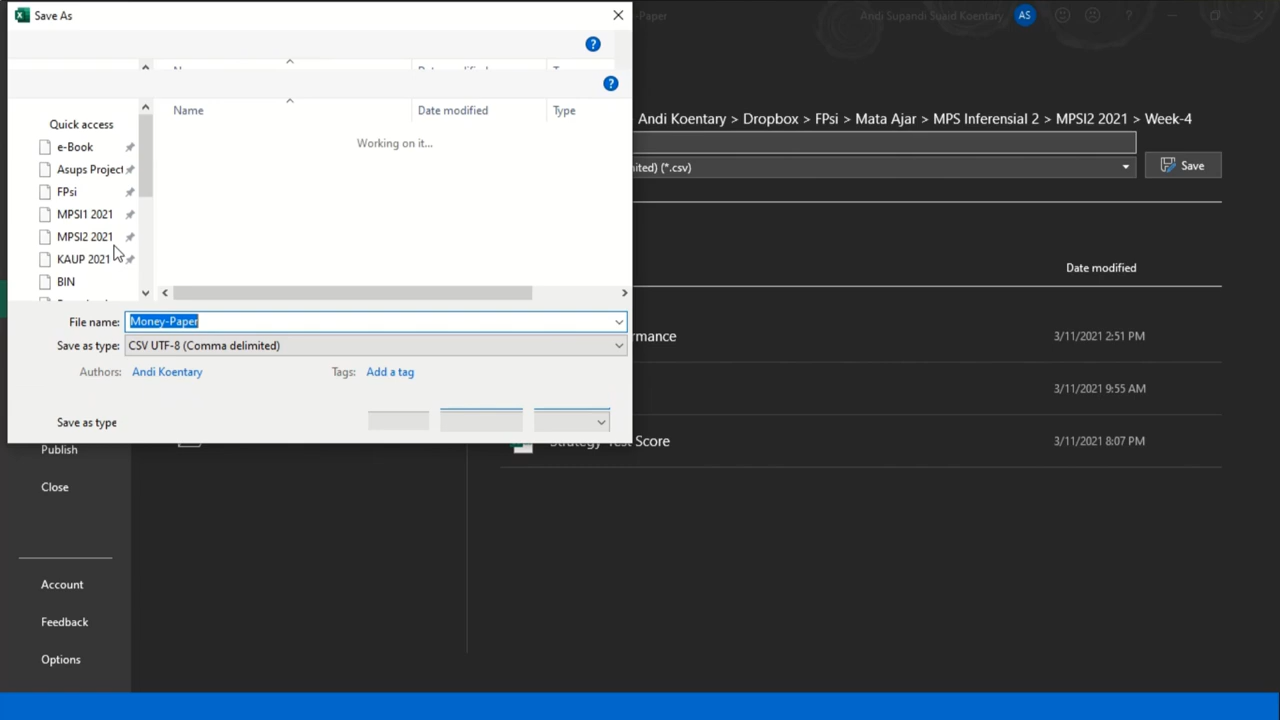 Save As
-Paper
Andi Supandi Suaid Koentary
AS
?
?
?
Name
Date modified
Type
Working on it...
Quick access
e-Book
Asups Project
FPsi
MPSI1 2021
MPSI2 2021
KAUP 2021
BIN
Andi Koentary > Dropbox > FPsi > Mata Ajar > MPS Inferensial 2 > MPSI2 2021 > Week-4
ited) (*.csv)
Save
Date modified
File name: Money-Paper
Save as type: CSV UTF-8 (Comma delimited)
Authors: Andi Koentary Tags: Add a tag
Save as type
rmance 3/11/2021 2:51 PM
3/11/2021 9:55 AM
Strategy Test Score 3/11/2021 8:07 PM
Publish
Close
Account
Feedback
Options